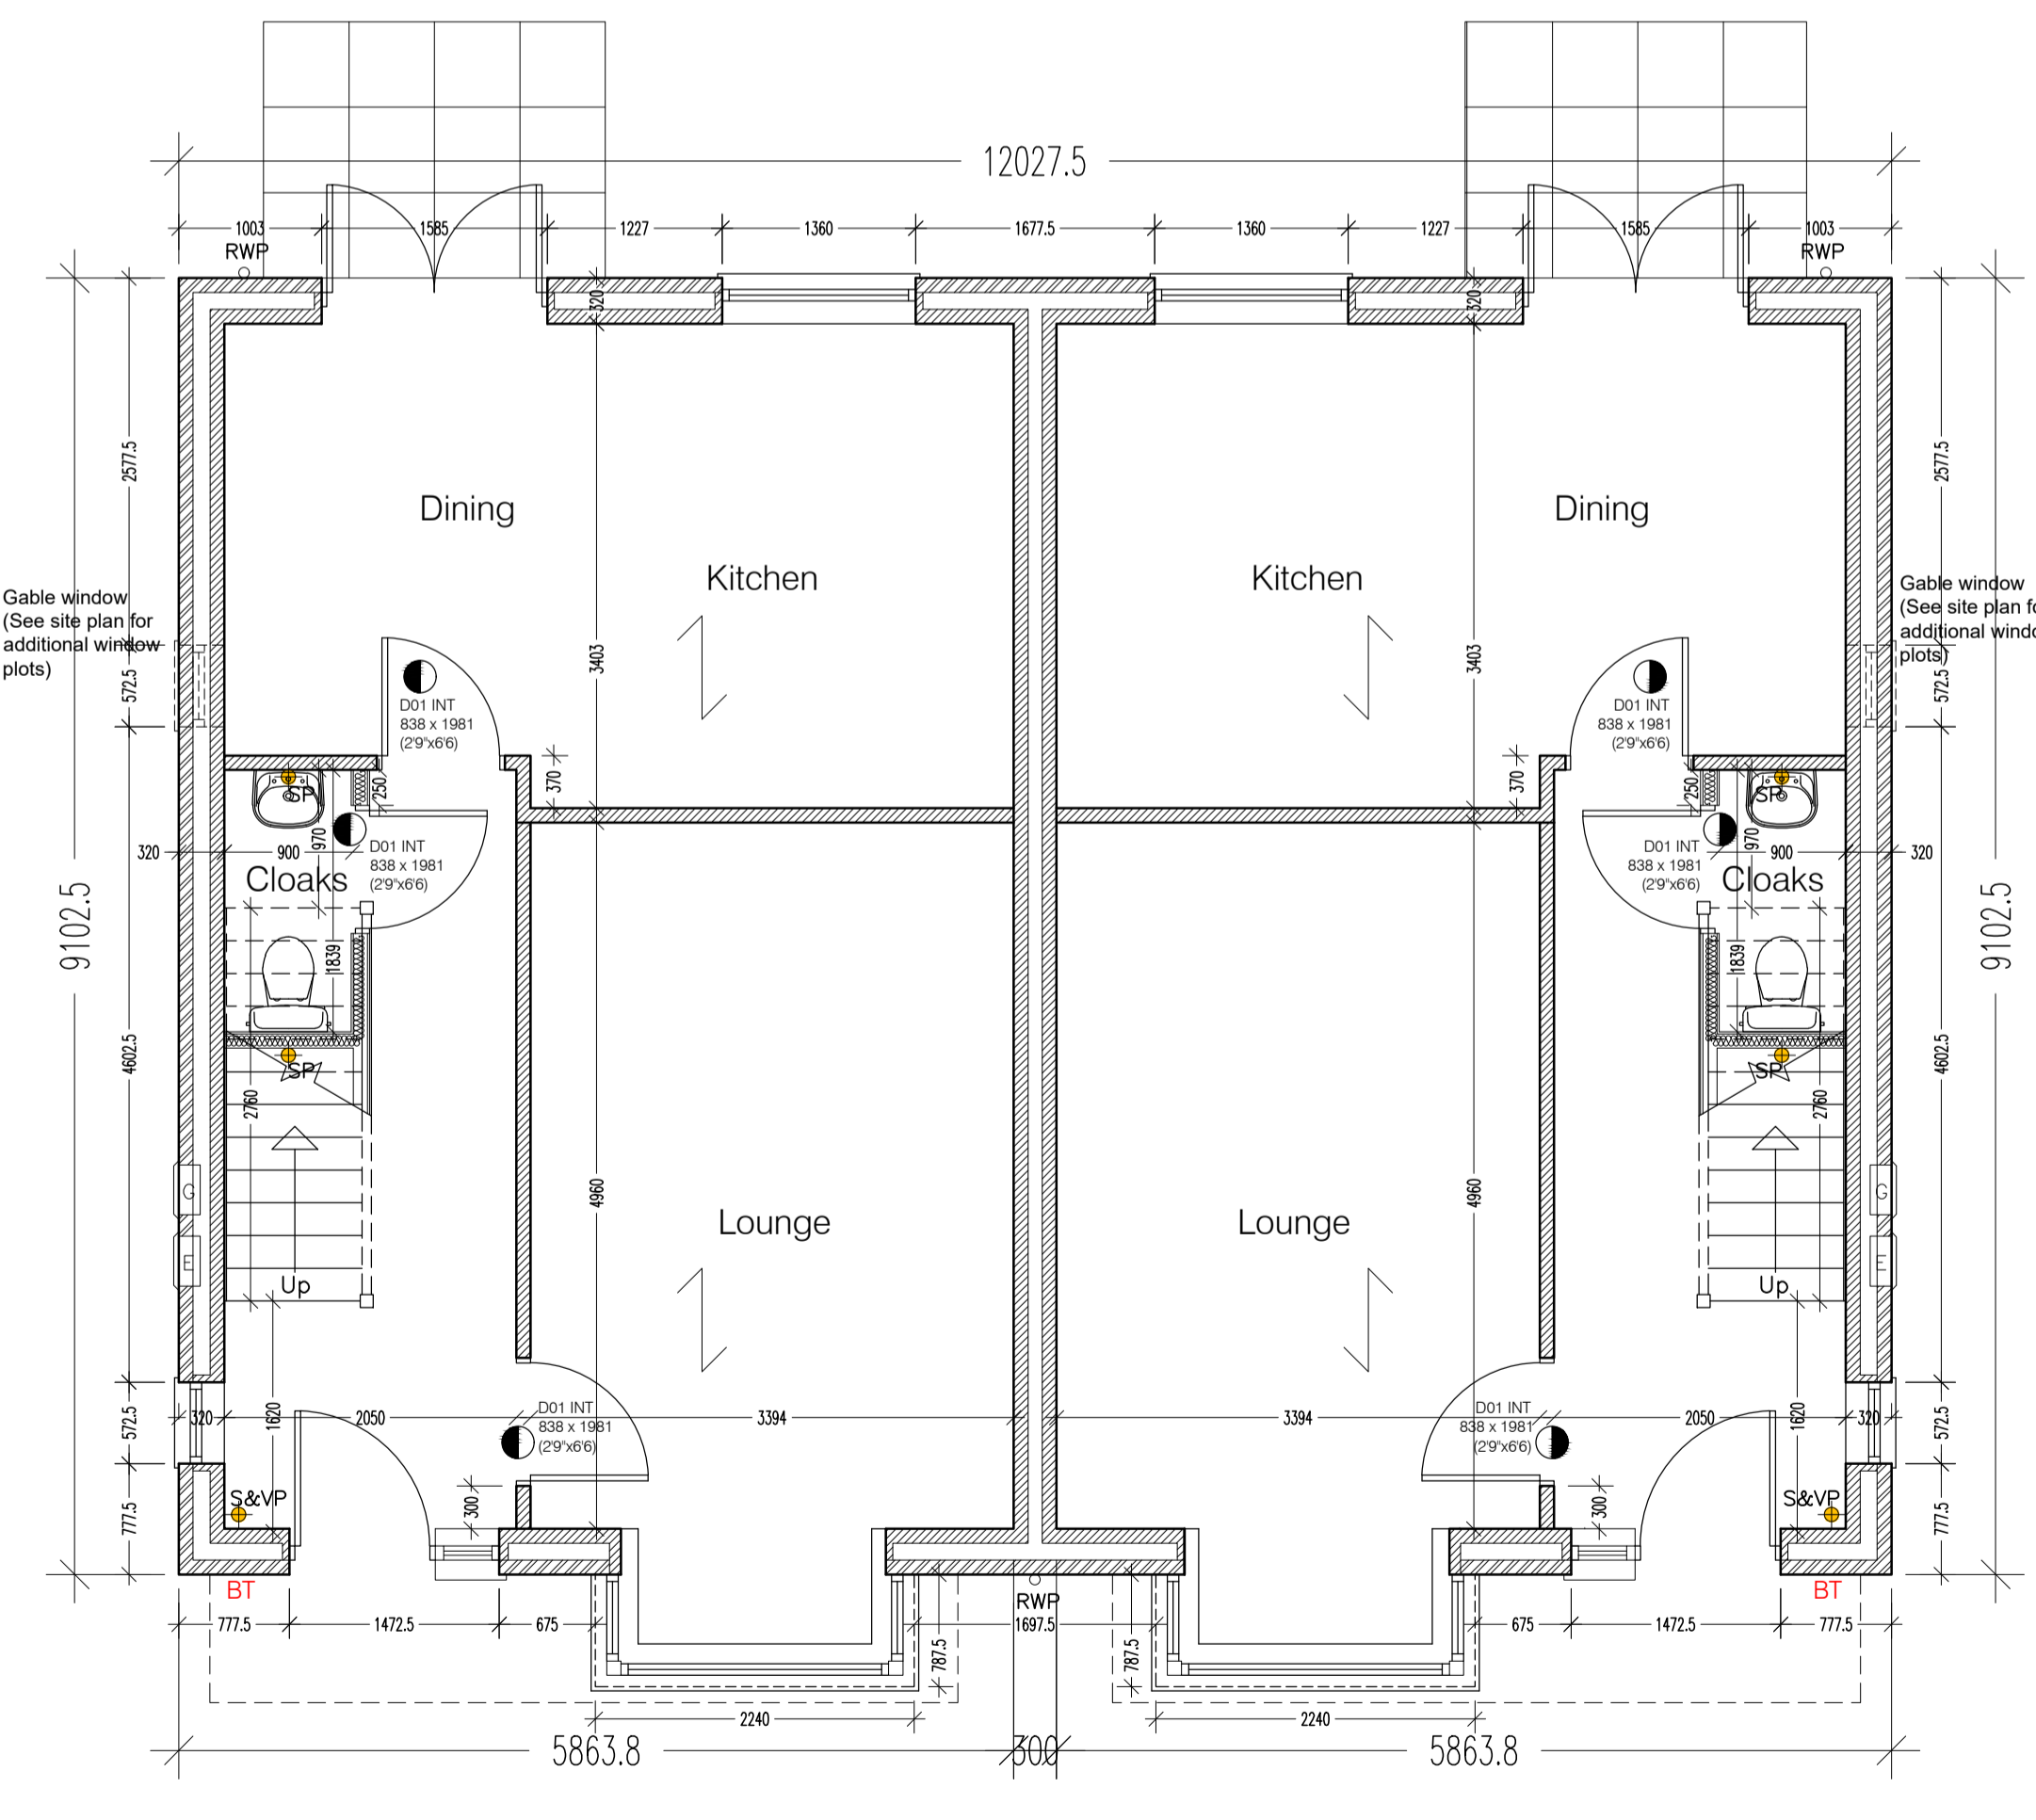 12027.5
1003
1585
1227
1360
1677.5
1360
1227
1585
1003
RWP
RWP
320
320
2577.5
2577.5
Dining
Dining
Kitchen
Kitchen
Gable window
(See site plan for
additional window
plots)
Gable window
(See site plan
additional
plots)
572.5
3403
3403
572.5
D01 INT
838 x 1981
(2'9"x6'6)
D01 INT
838 x 1981
(2'9"x6'6)
370
370
250
250
SP
SP
970
970
D01 INT
838 x 1981
(2'9"x6'6)
D01 INT
838 x 1981
(2'9"x6'6)
320
900
900
320
Cloaks
Cloaks
9102.5
9102.5
1839
1839
4602.5
4602.5
SP
SP
2760
2760
4960
4960
G
G
Lounge
Lounge
E
E
Up
Up
D01 INT
838 x 1981
(2'9"x6'6)
D01 INT
838 x 1981
(2'9"x6'6)
572.5
320
1620
2050
3394
3394
2050
1620
320
572.5
S&VP
S&VP
300
300
777.5
777.5
BT
BT
RWP
777.5
1472.5
675
1697.5
675
1472.5
777.5
787.5
787.5
2240
2240
5863.8
300
5863.8